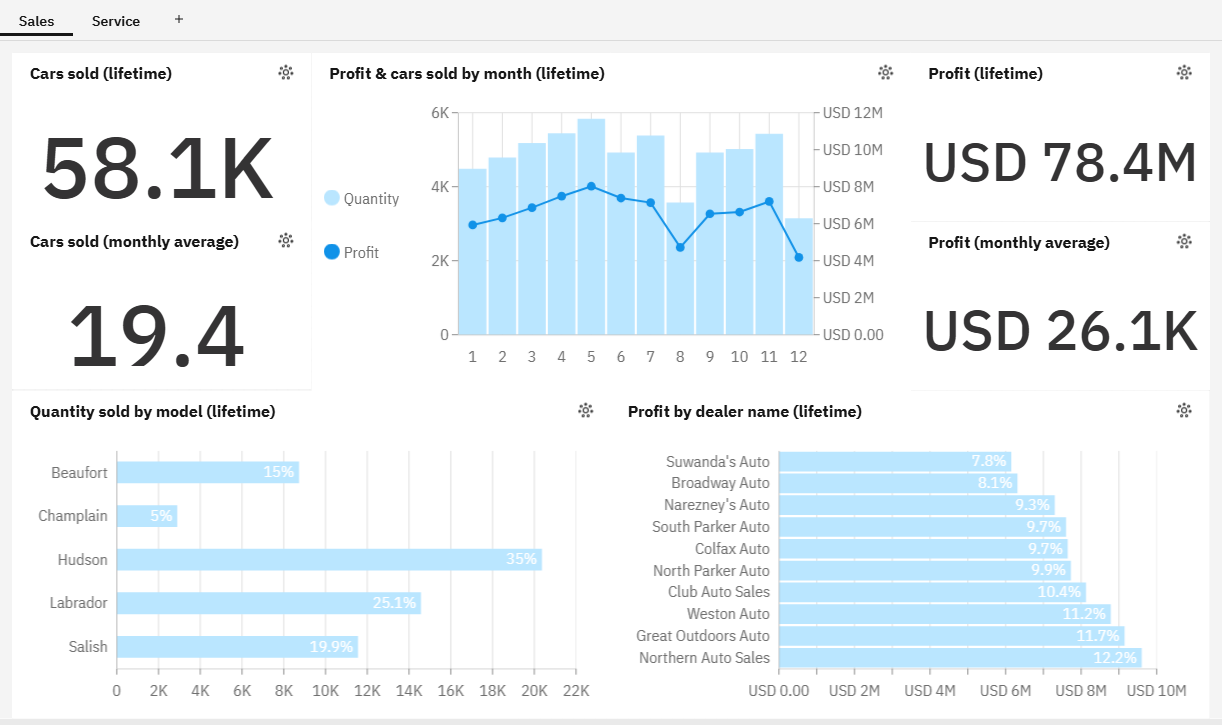 Sales Service +
Cars sold (lifetime)
58.1K
Cars sold (monthly average)
19.4
Profit & cars sold by month (lifetime)
Quantity
Profit
6K
4K
2K
0
USD 12M
USD 10M
USD 8M
USD 6M
USD 4M
USD 2M
USD 0.00
1 2 3 4 5 6 7 8 9 10 11 12
Profit (lifetime)
USD 78.4M
Profit (monthly average)
USD 26.1K
Quantity sold by model (lifetime)
Beaufort 15%
Champlain 5%
Hudson 35%
Labrador 25.1%
Salish 19.9%
0 2K 4K 6K 8K 10K 12K 14K 16K 18K 20K 22K
Profit by dealer name (lifetime)
Suwanda's Auto 7.8%
Broadway Auto 8.1%
Narezney's Auto 9.3%
South Parker Auto 9.7%
Colfax Auto 9.7%
North Parker Auto 9.9%
Club Auto Sales 10.4%
Weston Auto 11.2%
Great Outdoors Auto 11.7%
Northern Auto Sales 12.2%
USD 0.00 USD 2M USD 4M USD 6M USD 8M USD 10M